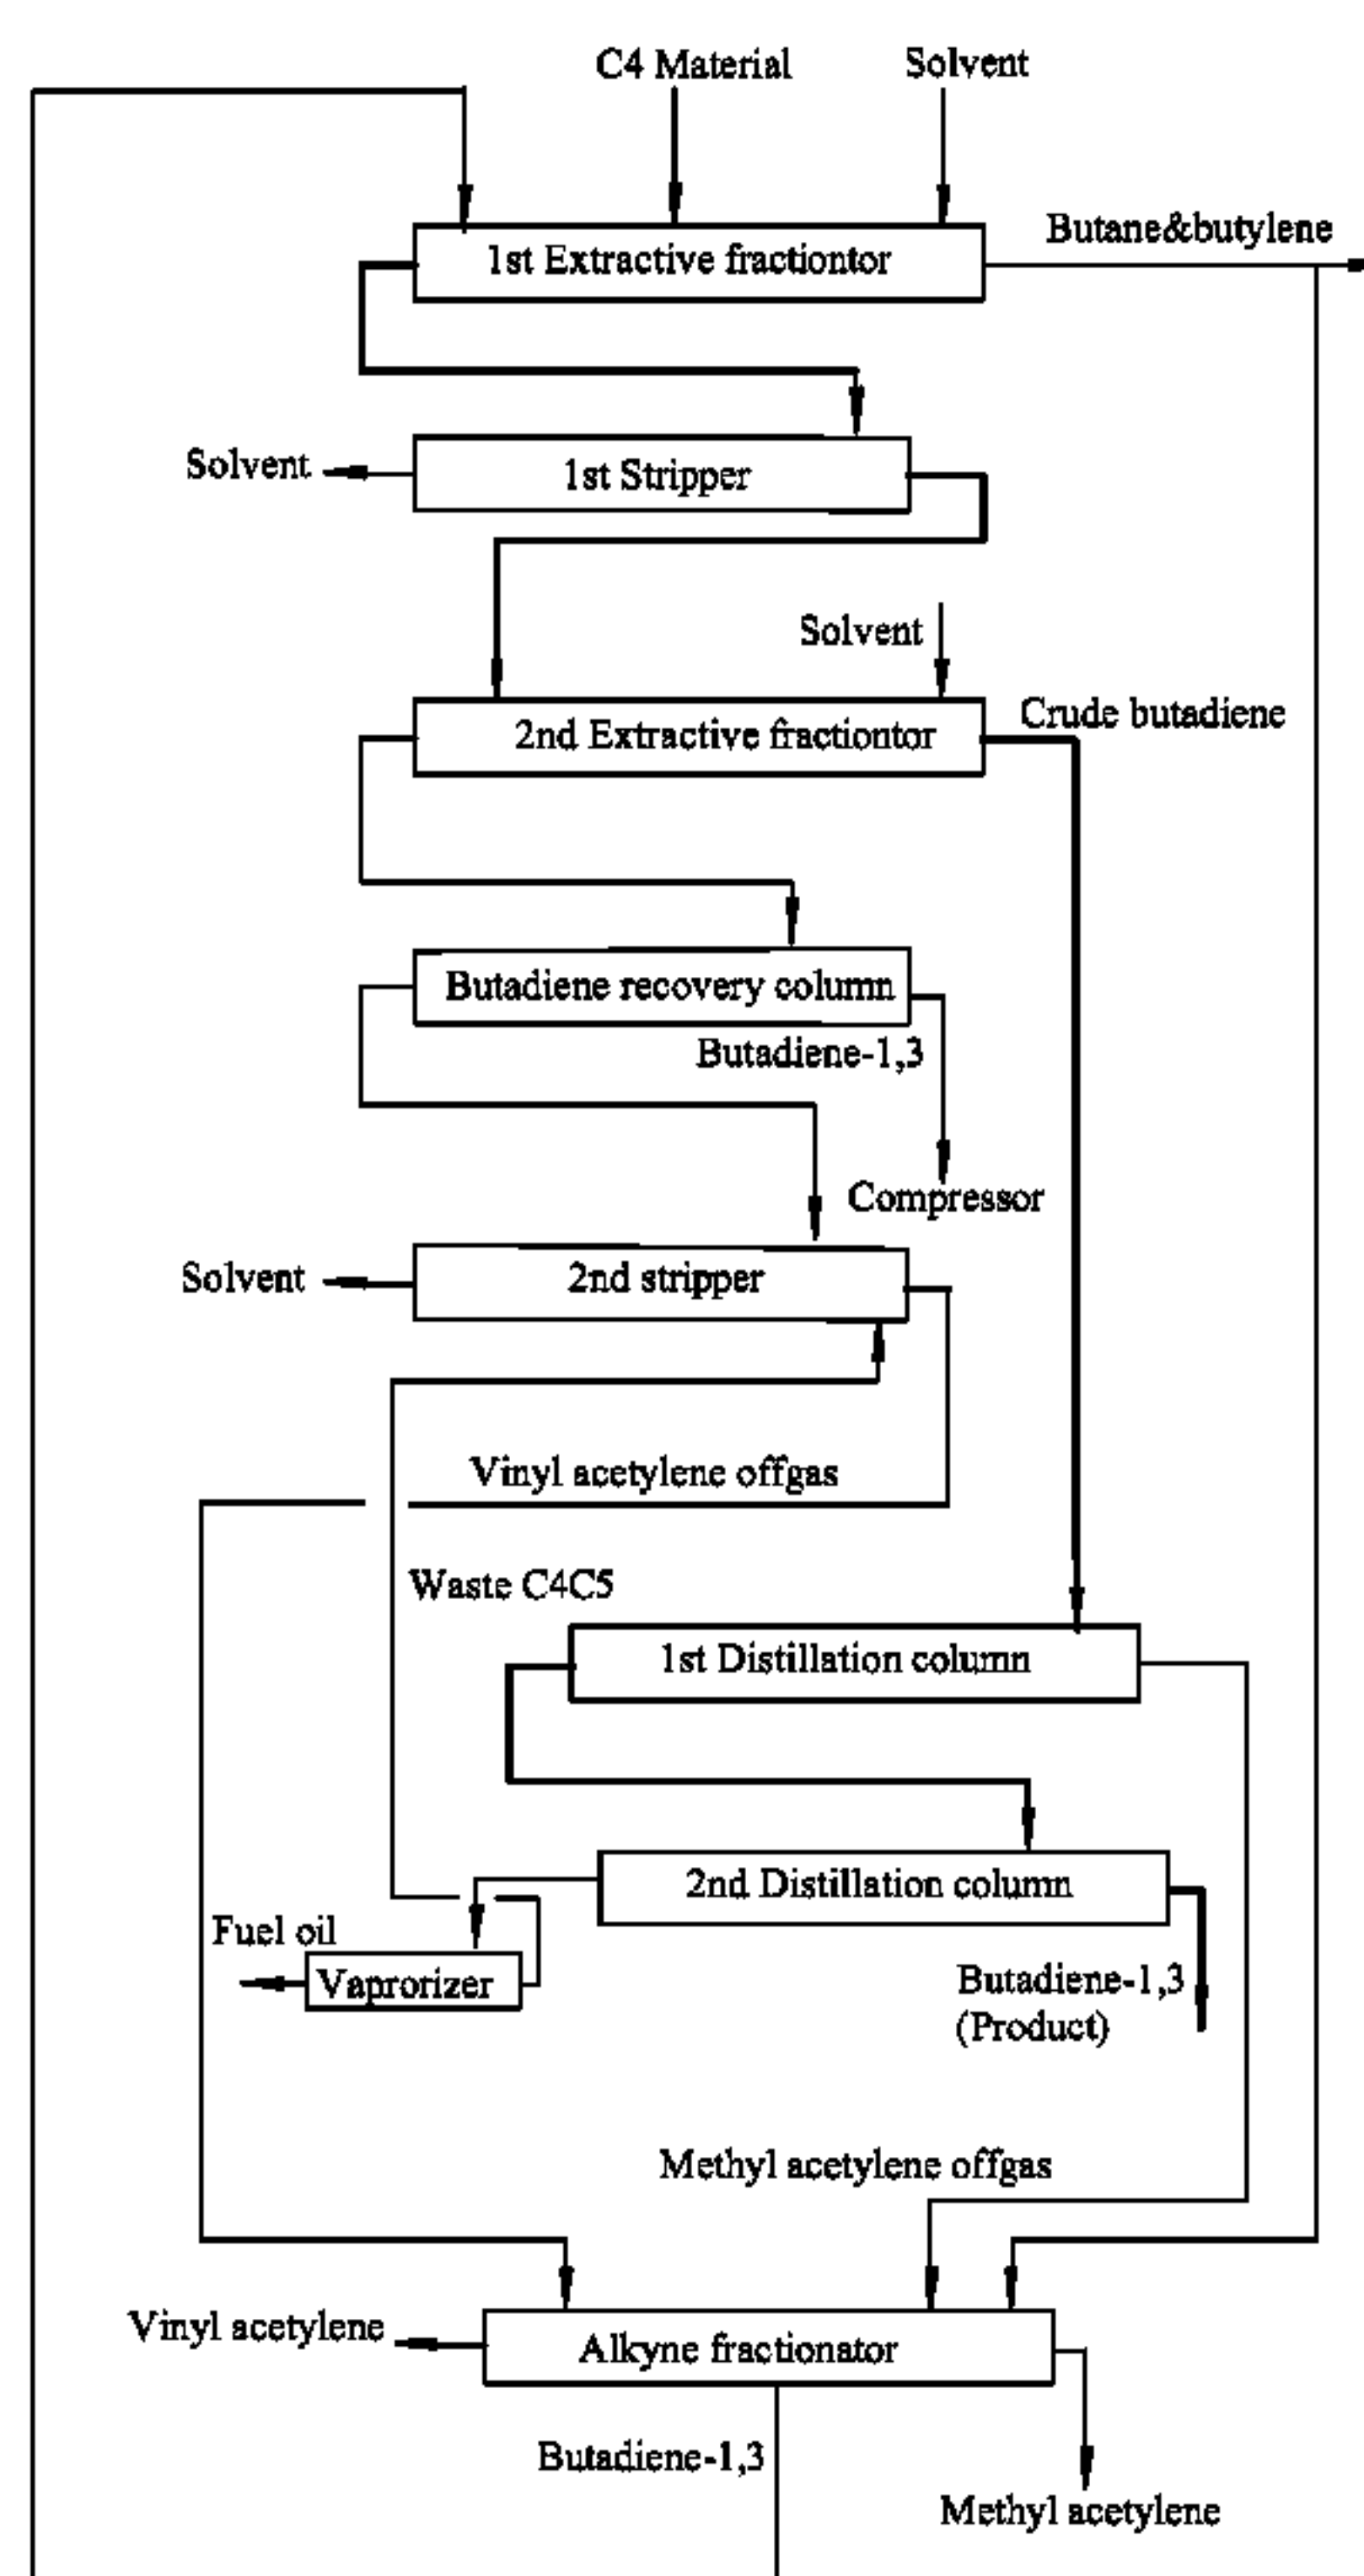 C4 Material
Solvent
Butane&butylene
1st Extractive fractiontor
Solvent
1st Stripper
Solvent
Crude butadiene
2nd Extractive fractiontor
Butadiene recovery column
Butadiene-1,3
Compressor
Solvent
2nd stripper
Vinyl acetylene offgas
Waste C4C5
1st Distillation column
2nd Distillation column
Fuel oil
Vaprorizer
Butadiene-1,3
(Product)
Methyl acetylene offgas
Vinyl acetylene
Alkyne fractionator
Butadiene-1,3
Methyl acetylene